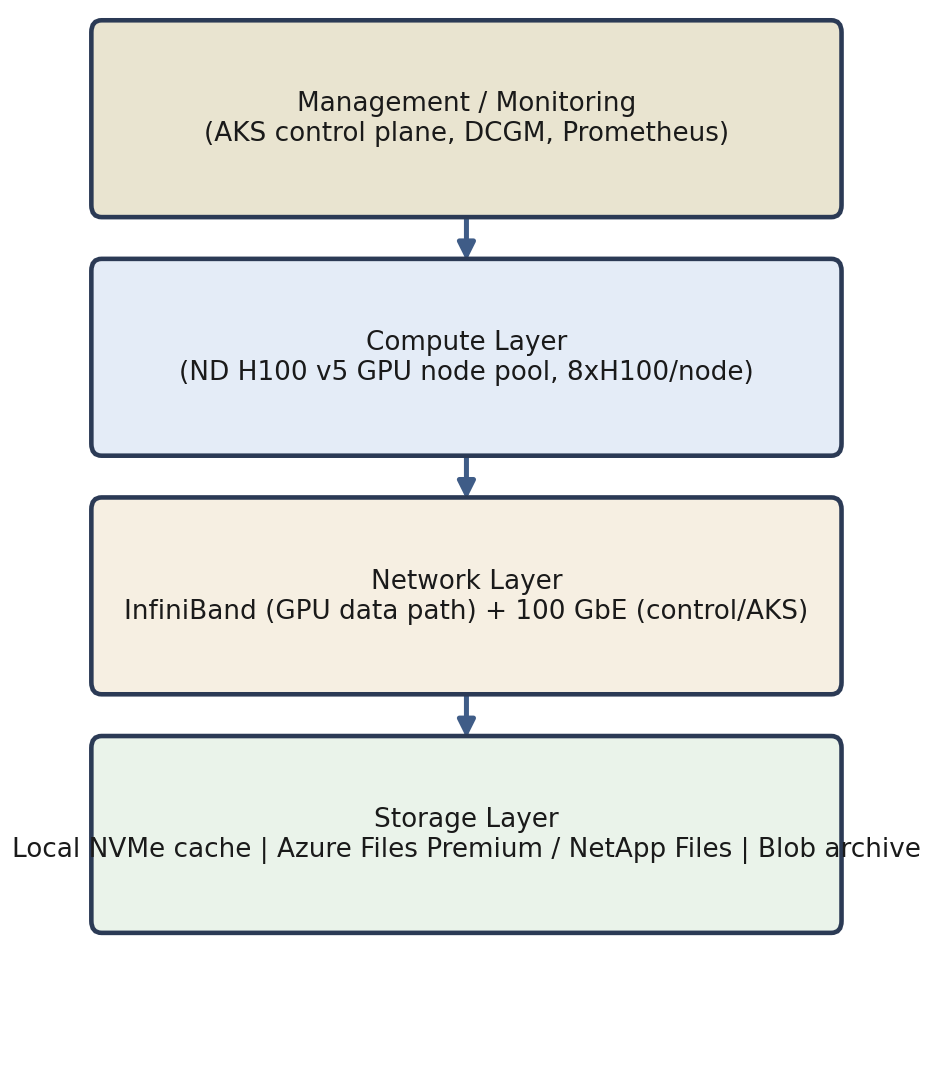 Management / Monitoring
(AKS control plane, DCGM, Prometheus)
Compute Layer
(ND H100 v5 GPU node pool, 8xH100/node)
Network Layer
InfiniBand (GPU data path) + 100 GbE (control/AKS)
Storage Layer
Local NVMe cache | Azure Files Premium / NetApp Files | Blob archive